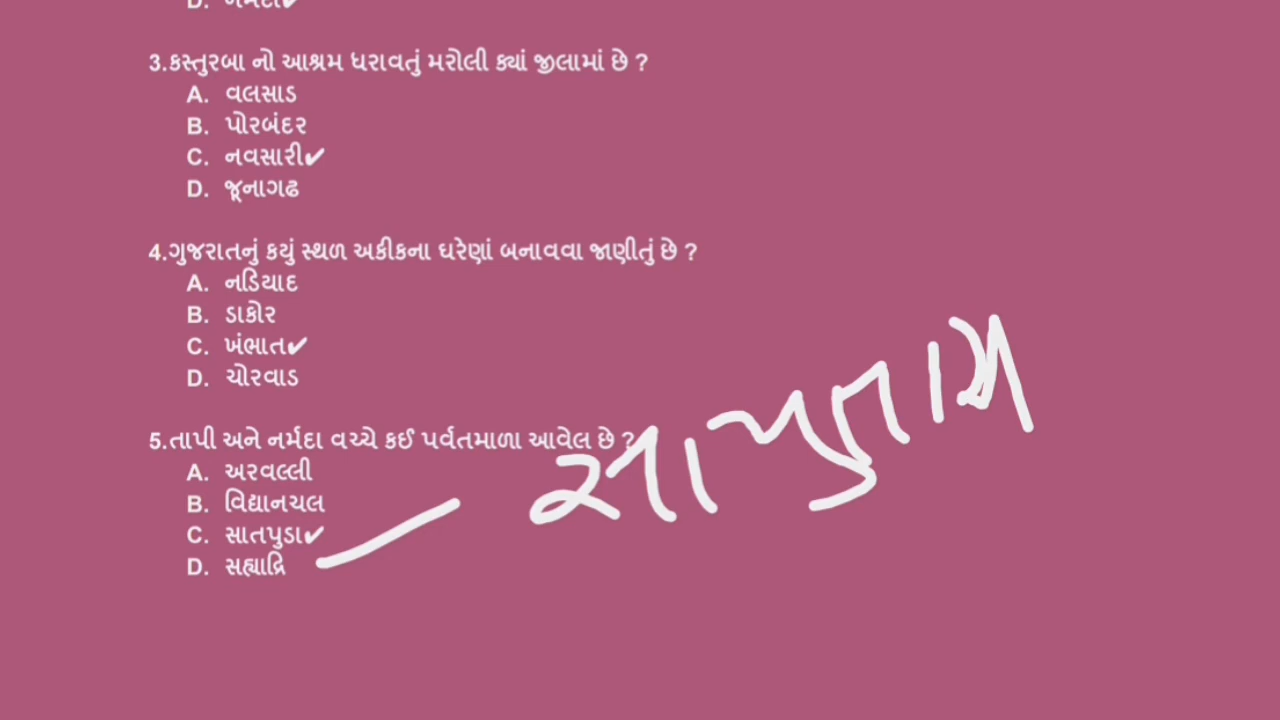 D. નર્મદા✔
3.કસ્તુરબા નો આશ્રમ ધરાવતું મરોલી ક્યાં જીલામાં છે ?
A. વલસાડ
B. પોરબંદર
C. નવસારી✔
D. જૂનાગઢ
4.ગુજરાતનું કયું સ્થળ અકીકના ઘરેણાં બનાવવા જાણીતું છે ?
A. નડિયાદ
B. ડાકોર
C. ખંભાત✔
D. ચોરવાડ
5.તાપી અને નર્મદા વચ્ચે કઈ પર્વતમાળા આવેલ છે ?
A. અરવલ્લી
B. વિદ્યાનચલ
C. સાતપુડા✔
D. સહ્યાદ્રિ